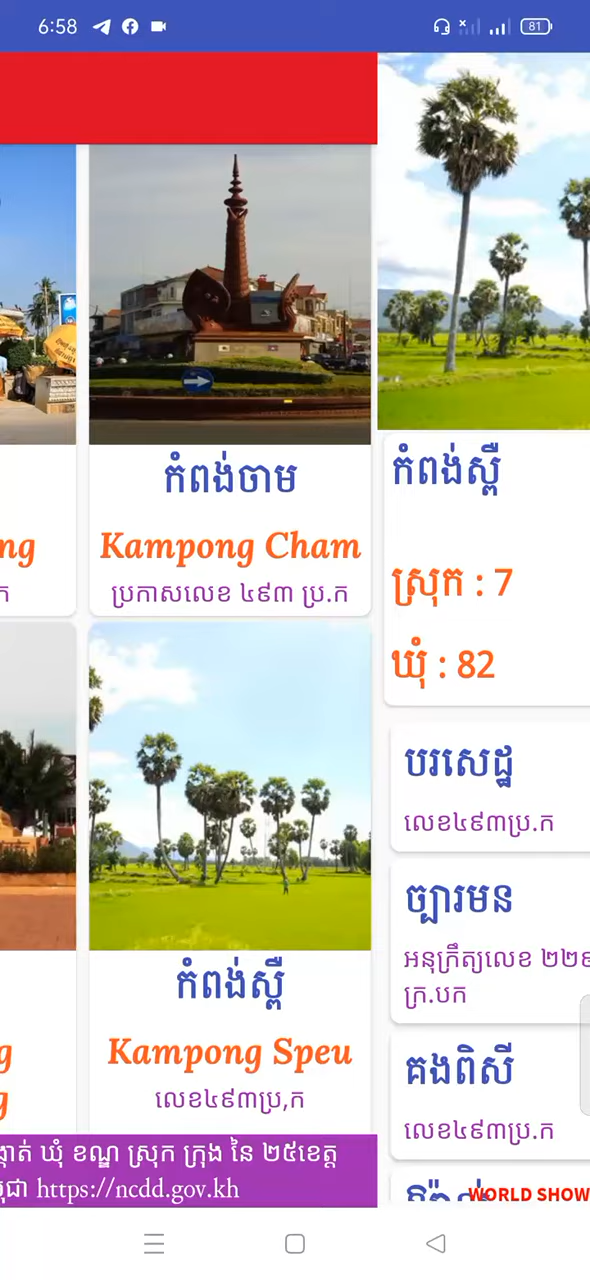 6:58
81
ng
ក
កំពង់ចាម
Kampong Cham
ប្រកាសលេខ ៤៩៣ ប្រ.ក
g
g
កំពង់ស្ពឺ
Kampong Speu
លេខ៤៩៣ប្រ,ក
ឃុំ ខណ្ឌ ស្រុក ក្រុង នៃ ២៥ខេត្ត
https://ncdd.gov.kh
កំពង់ស្ពឺ
ស្រុក : 7
ឃុំ : 82
បរសេដ្ឋ
លេខ៤៩៣ប្រ.ក
ច្បារមន
អនុក្រឹត្យលេខ ២២៩
ក្រ.បក
គងពិសី
លេខ៤៩៣ប្រ.ក
WORLD SHOW